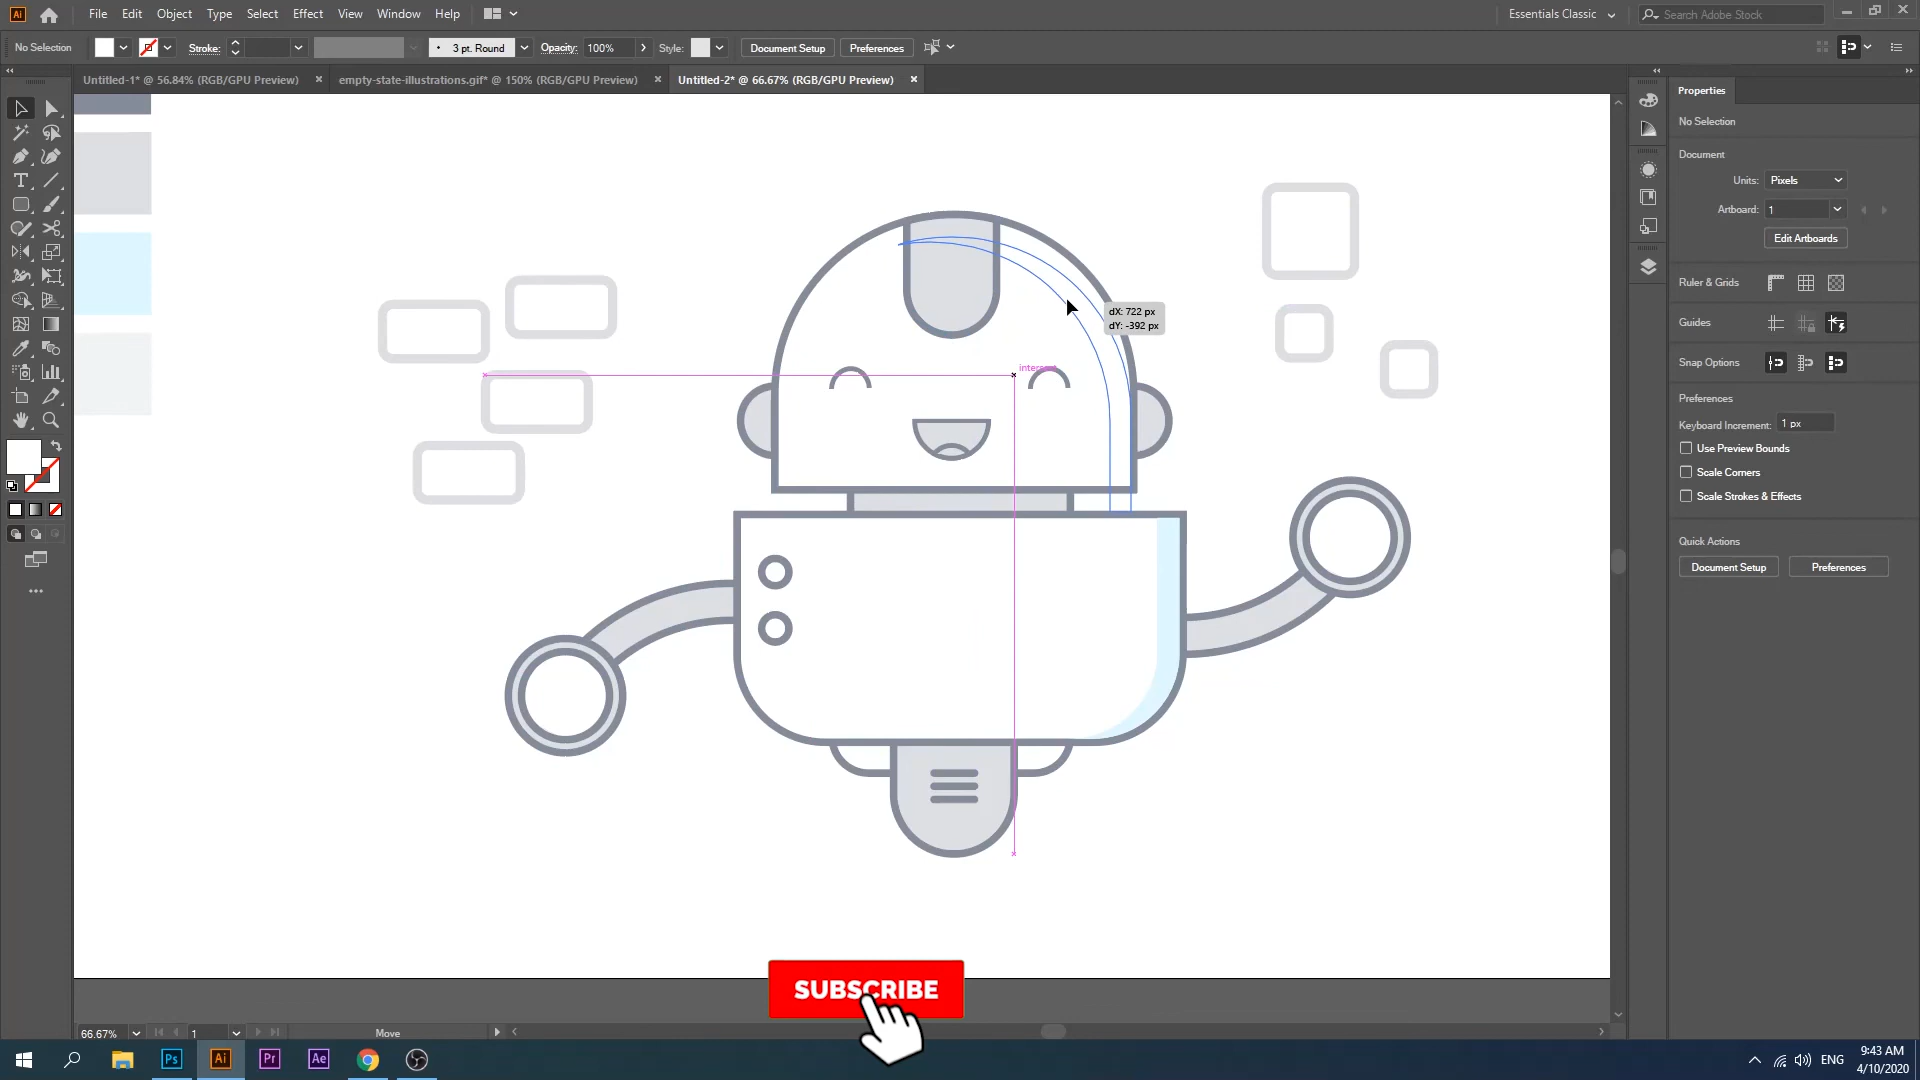 Ai File Edit Object Type Select Effect View Window Help Essentials Classic Search Adobe Stock
No Selection Stroke: 3 pt. Round Opacity: 100% Style: Document Setup Preferences
Untitled-1* @ 56.84% (RGB/GPU Preview) × empty-state-illustrations.gif* @ 150% (RGB/GPU Preview) × Untitled-2* @ 66.67% (RGB/GPU Preview) ×
Properties
No Selection
Document
Units: Pixels
Artboard: 1
Edit Artboards
Ruler & Grids
Guides
Snap Options
Preferences
Keyboard Increment: 1 px
Use Preview Bounds
Scale Corners
Scale Strokes & Effects
Quick Actions
Document Setup Preferences
dX: 722 px
dY: -392 px
SUBSCRIBE
66.67% 1 Move
Ps Ai Pr Ae ENG
9:43 AM
4/10/2020